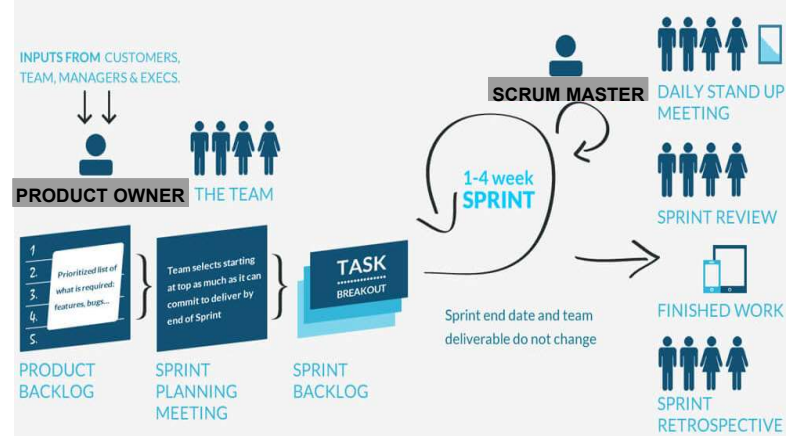 INPUTS FROM CUSTOMERS,
TEAM, MANAGERS & EXECS.
PRODUCT OWNER
THE TEAM
1
2.
3.
4.
5.
Prioritized list of
what is required:
features, bugs...
PRODUCT
BACKLOG
Team selects starting
at top as much as it can
commit to deliver by
end of Sprint
SPRINT
PLANNING
MEETING
TASK
BREAKOUT
SPRINT
BACKLOG
SCRUM MASTER
1-4 week
SPRINT
Sprint end date and team
deliverable do not change
DAILY STAND UP
MEETING
SPRINT REVIEW
FINISHED WORK
SPRINT
RETROSPECTIVE